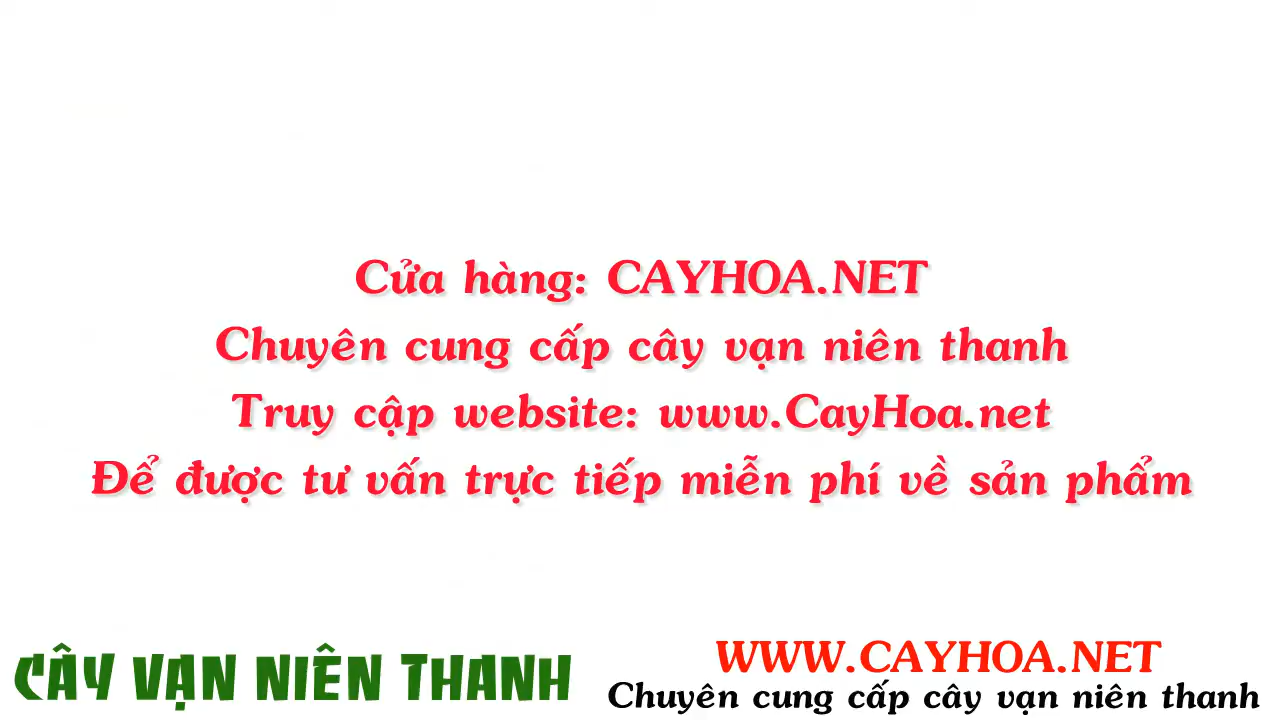 Cửa hàng: CAYHOA.NET
Chuyên cung cấp cây vạn niên thanh
Truy cập website: www.CayHoa.net
Để được tư vấn trực tiếp miễn phí về sản phẩm
CÂY VẠN NIÊN THANH
WWW.CAYHOA.NET
Chuyên cung cấp cây vạn niên thanh